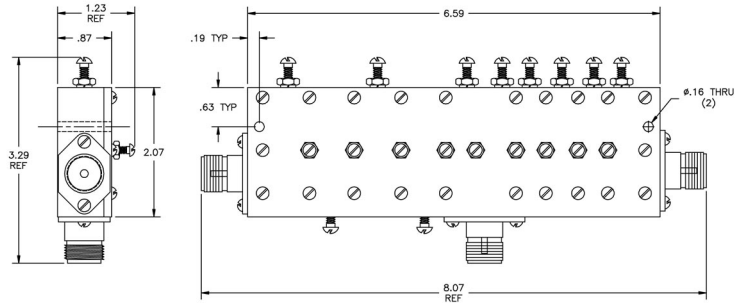 1.23
REF
.87
3.29
REF
2.07
6.59
.19 TYP
.63 TYP
ø.16 THRU
(2)
8.07
REF